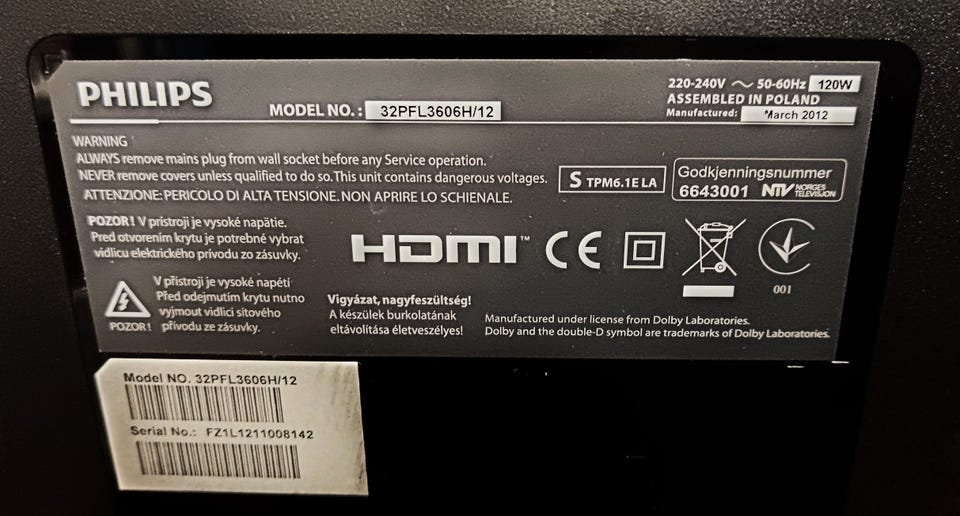 PHILIPS
MODEL NO. : 32PFL3606H/12
220-240V ~ 50-60Hz 120W
ASSEMBLED IN POLAND
Manufactured: March 2012
WARNING
ALWAYS remove mains plug from wall socket before any Service operation.
NEVER remove covers unless qualified to do so. This unit contains dangerous voltages.
ATTENZIONE: PERICOLO DI ALTA TENSIONE. NON APRIRE LO SCHIENALE.
S TPM6.1E LA
Godkjenningsnummer
6643001 NTV NORGES TELEVISJON
POZOR! V prístroji je vysoké napätie.
Pred otvorením krytu je potrebné vybrat
vidlicu elektrického prívodu zo zásuvky.
HDMI™ CE
001
V přístroji je vysoké napětí
Před odejmutím krytu nutno
vyjmout vidlici síťového
přívodu ze zásuvky.
POZOR!
Vigyázat, nagyfeszültség!
A készülek burkolatának
eltávolítása életveszélyes!
Manufactured under license from Dolby Laboratories.
Dolby and the double-D symbol are trademarks of Dolby Laboratories.
Model NO. 32PFL3606H/12
Serial No.: FZ1L1211008142